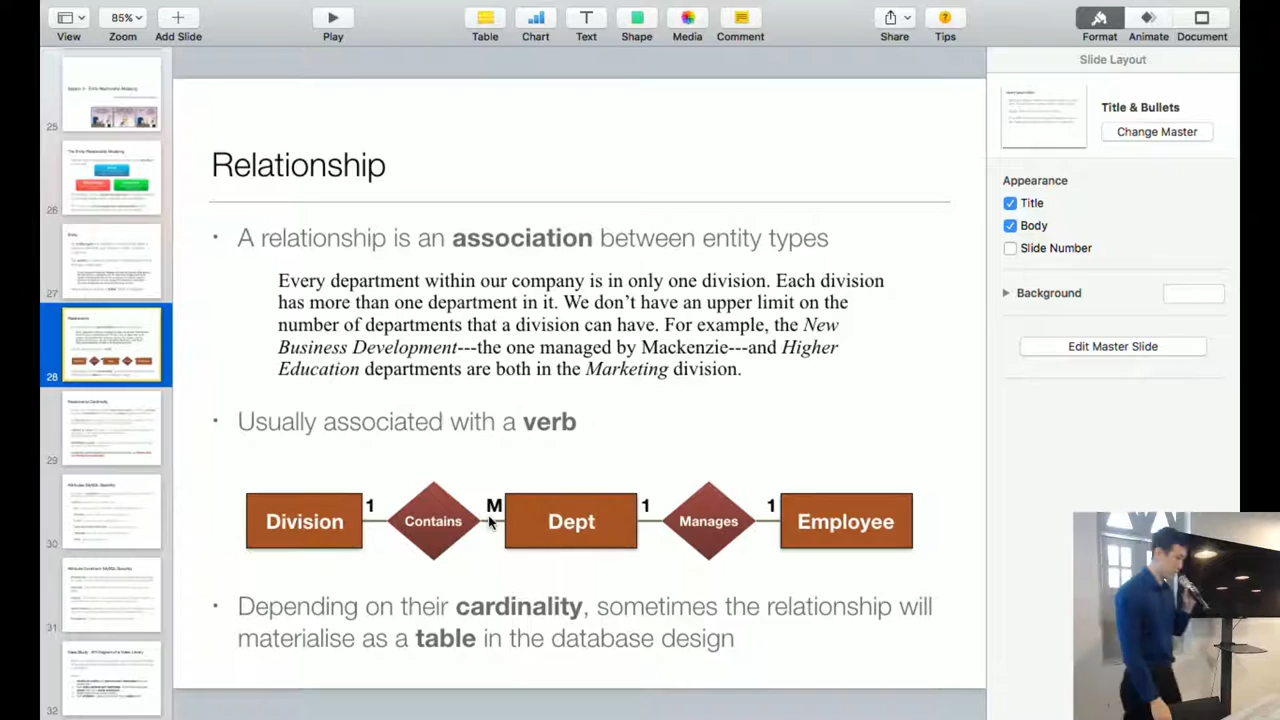 85%
View
Zoom
Add Slide
Play
Table
Chart
Text
Shape
Media
Comment
Share
Tips
Format
Animate
Document
Slide Layout
Title & Bullets
Change Master
Appearance
Title
Body
Slide Number
Background
Edit Master Slide
25
26
27
28
29
30
31
32
Relationship
• A relationship is an association between entity types
Every department within our company is in only one division. Each division
has more than one department in it. We don't have an upper limit on the
number of departments that a division can have. For example, the New
Business Development---the one managed by Mackenzie---and Higher
Education departments are both in the Marketing division.
• Usually associated with a verb
Division 1 Contains M Dept 1 Manages 1 Employee
• Depending on their cardinality, sometimes the relationship will
materialise as a table in the database design